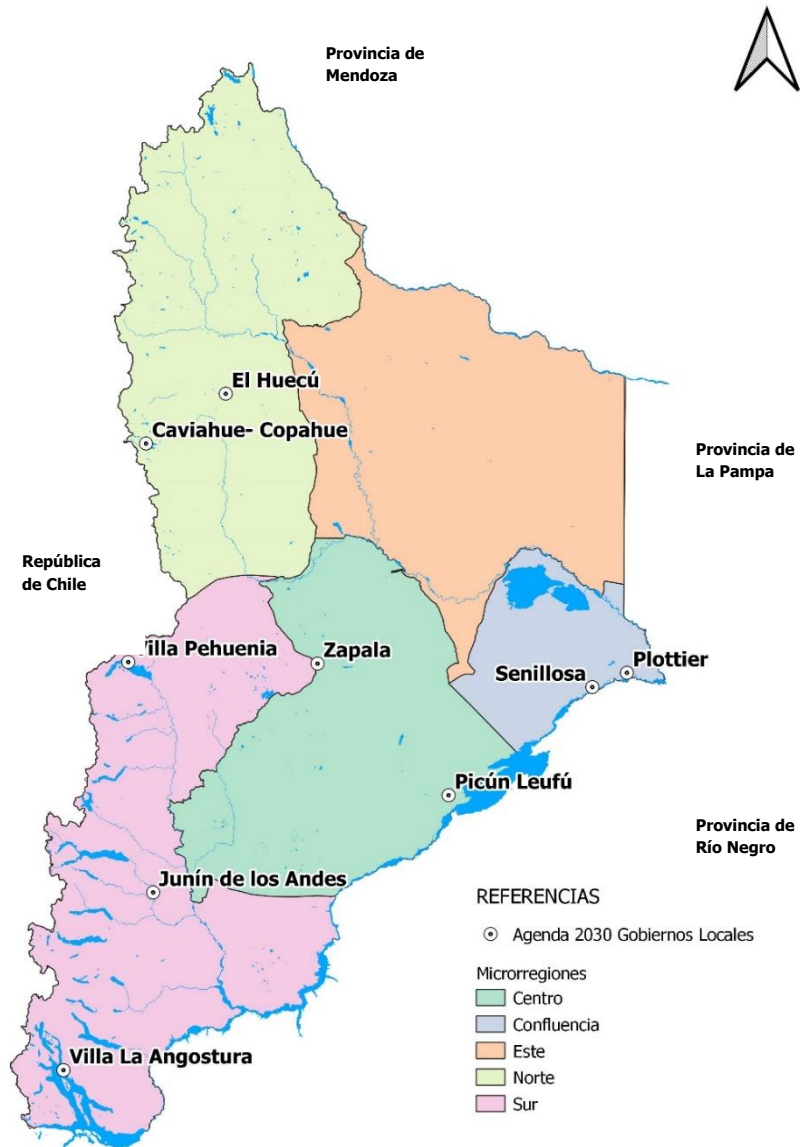 Provincia de
Mendoza
El Huecú
Caviahue- Copahue
Provincia de
La Pampa
República
de Chile
illa Pehuenia
Zapala
Plottier
Senillosa
Picún Leufú
Provincia de
Río Negro
Junín de los Andes
REFERENCIAS
Agenda 2030 Gobiernos Locales
Microrregiones
Centro
Confluencia
Este
Norte
Sur
Villa La Angostura